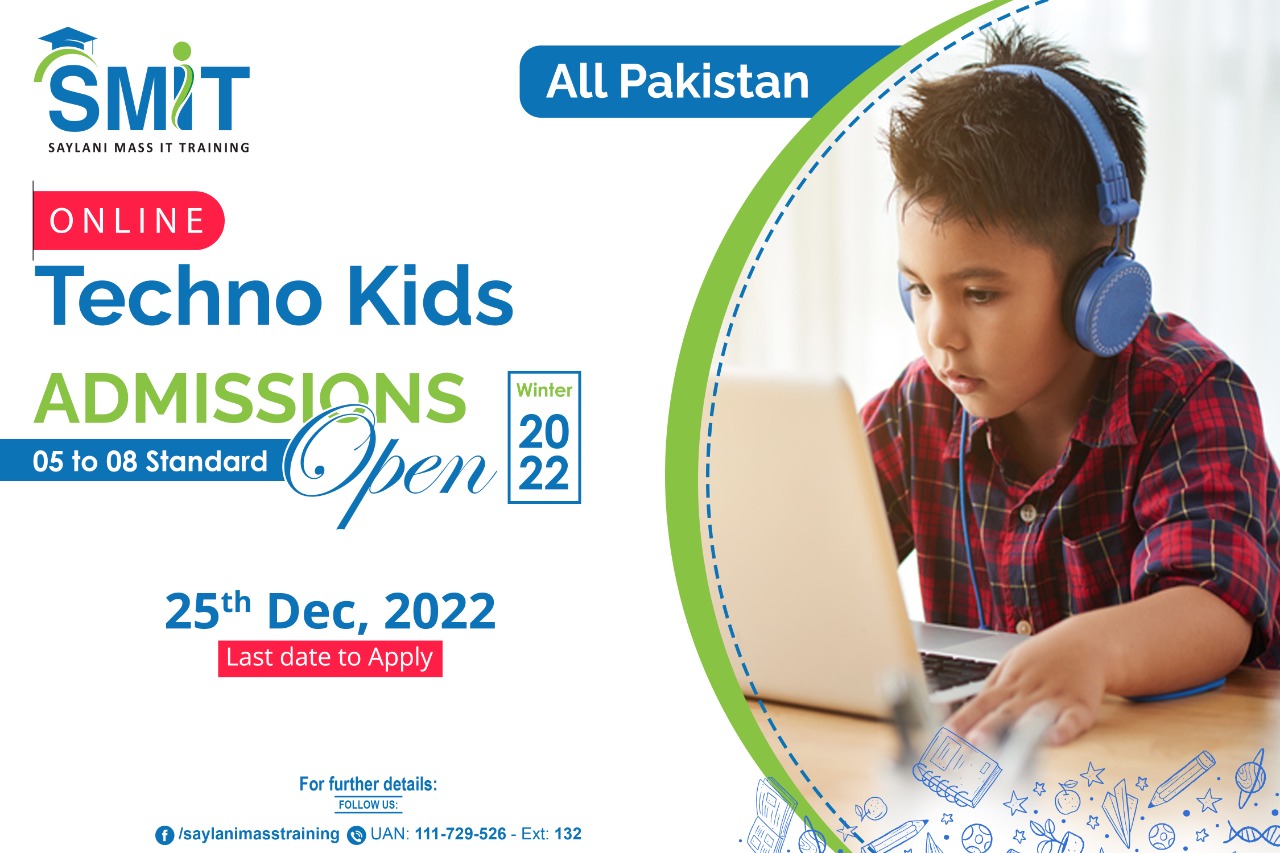 SMiT
SAYLANI MASS IT TRAINING
All Pakistan
ONLINE
Techno Kids
ADMISSIONS
05 to 08 Standard
Open
Winter
20
22
25th Dec, 2022
Last date to Apply
For further details:
FOLLOW US:
/saylanimasstraining UAN: 111-729-526 - Ext: 132